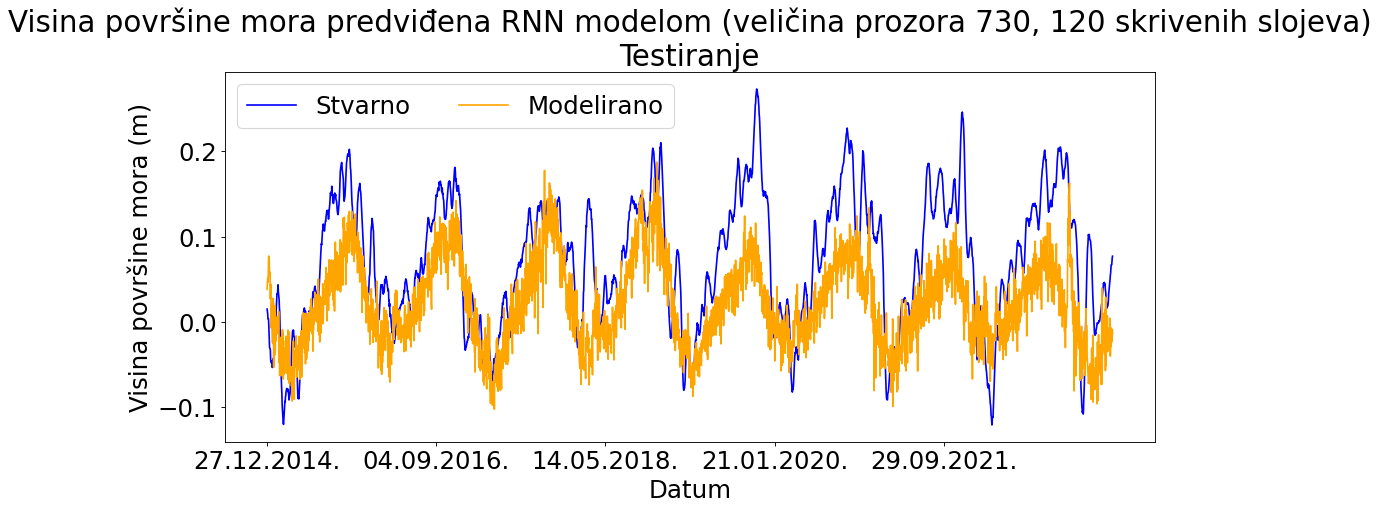 Visina površine mora predviđena RNN modelom (veličina prozora 730, 120 skrivenih slojeva)
Testiranje
Stvarno
Modelirano
Visina površine mora (m)
0.2
0.1
0.0
−0.1
27.12.2014.
04.09.2016.
14.05.2018.
21.01.2020.
29.09.2021.
Datum